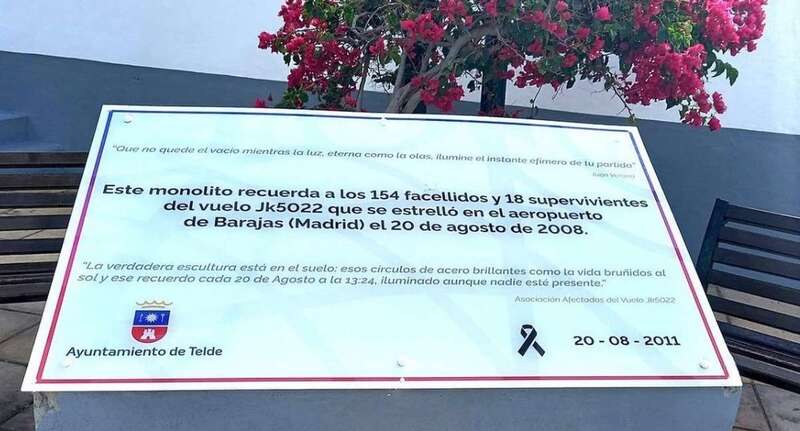 "Que no quede el vacío mientras la luz, eterna como la olas, ilumine el instante efímero de tu partida"
Este monolito recuerda a los 154 facellidos y 18 supervivientes
del vuelo Jk5022 que se estrelló en el aeropuerto
de Barajas (Madrid) el 20 de agosto de 2008.
"La verdadera escultura está en el suelo: esos círculos de acero brillantes como la vida bruñidos al
sol y ese recuerdo cada 20 de Agosto a la 13:24, iluminado aunque nadie esté presente."
Asociación Afectados del Vuelo Jk5022
Ayuntamiento de Telde
20 - 08 - 2011